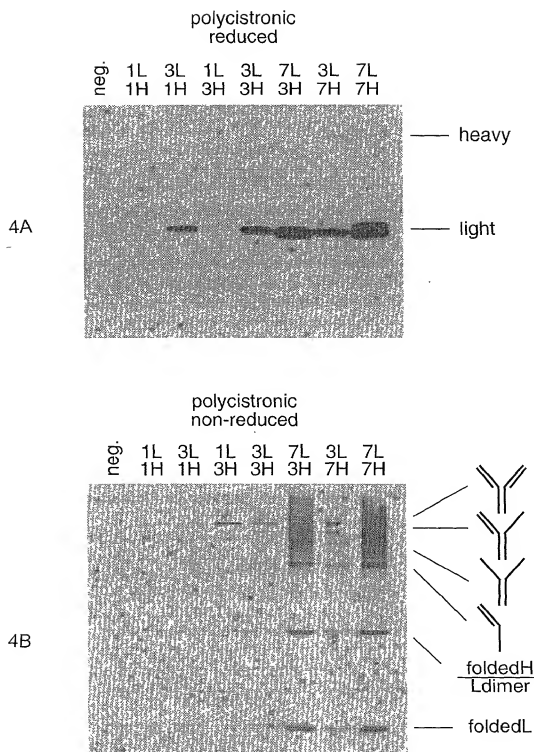 polycistronic
reduced
neg. 1L 3L 1L 3L 7L 3L 7L
1H 1H 3H 3H 3H 7H 7H
heavy
4A
light
polycistronic
non-reduced
neg. 1L 3L 1L 3L 7L 3L 7L
1H 1H 3H 3H 3H 7H 7H
4B
foldedH
Ldimer
foldedL